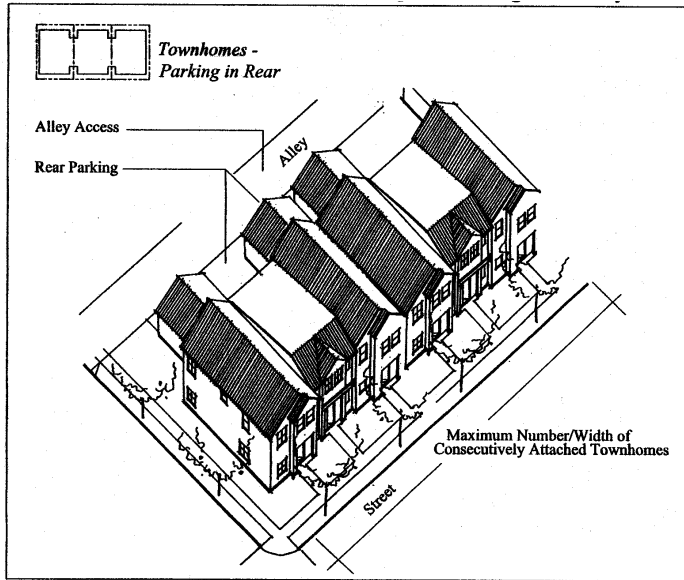 Townhomes -
Parking in Rear
Alley Access
Alley
Rear Parking
Maximum Number/Width of
Consecutively Attached Townhomes
Street